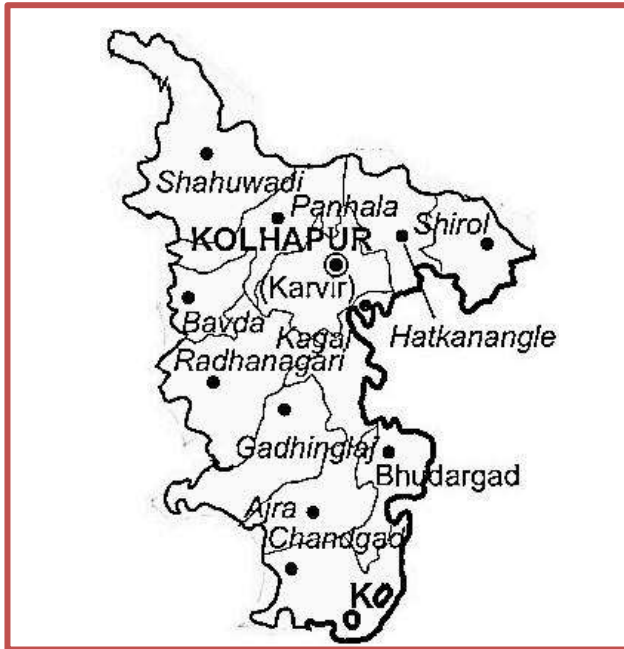 Shahuwadi
Panhala
Shirol
KOLHAPUR
(Karvir)
Bavda
Kagal
Hatkanangle
Radhanagari
Gadhinglaj
Bhudargad
Ajra
Chandgad
KO